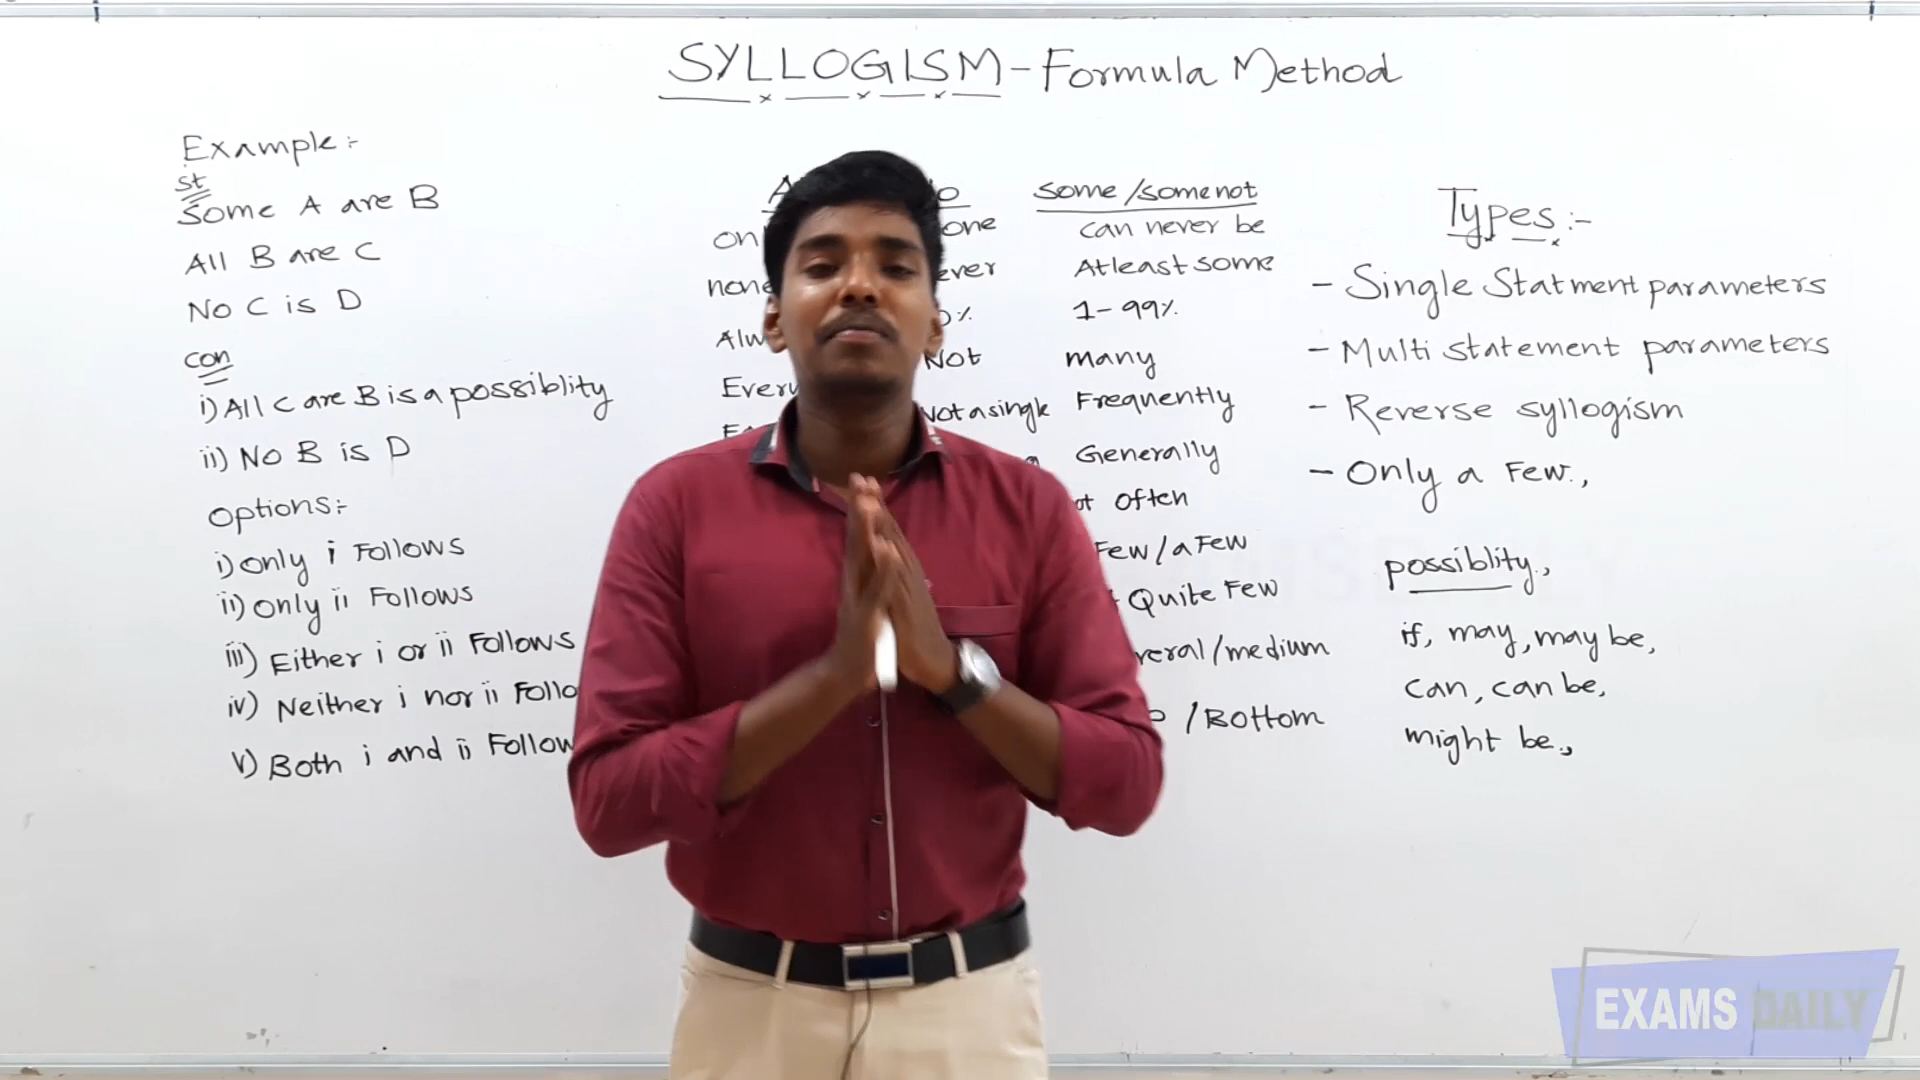 SYLLOGISM - Formula Method
Example:-
st
Some A are B
All B are C
No C is D
con
i) All C are B is a possiblity
ii) No B is D
Options:-
i) Only i Follows
ii) Only ii Follows
iii) Either i or ii Follows
iv) Neither i nor ii Follo
v) Both i and ii Follow
some/some not
can never be
Atleast some
1-99%
Not many
Not a single Frequently
Generally
Often
Few/a Few
Quite Few
/medium
/Bottom
Types:-
- Single Statment parameters
- Multi statement parameters
- Reverse syllogism
- Only a Few.,
possiblity.,
if, may, may be,
can, can be,
might be.,
EXAMS DAILY